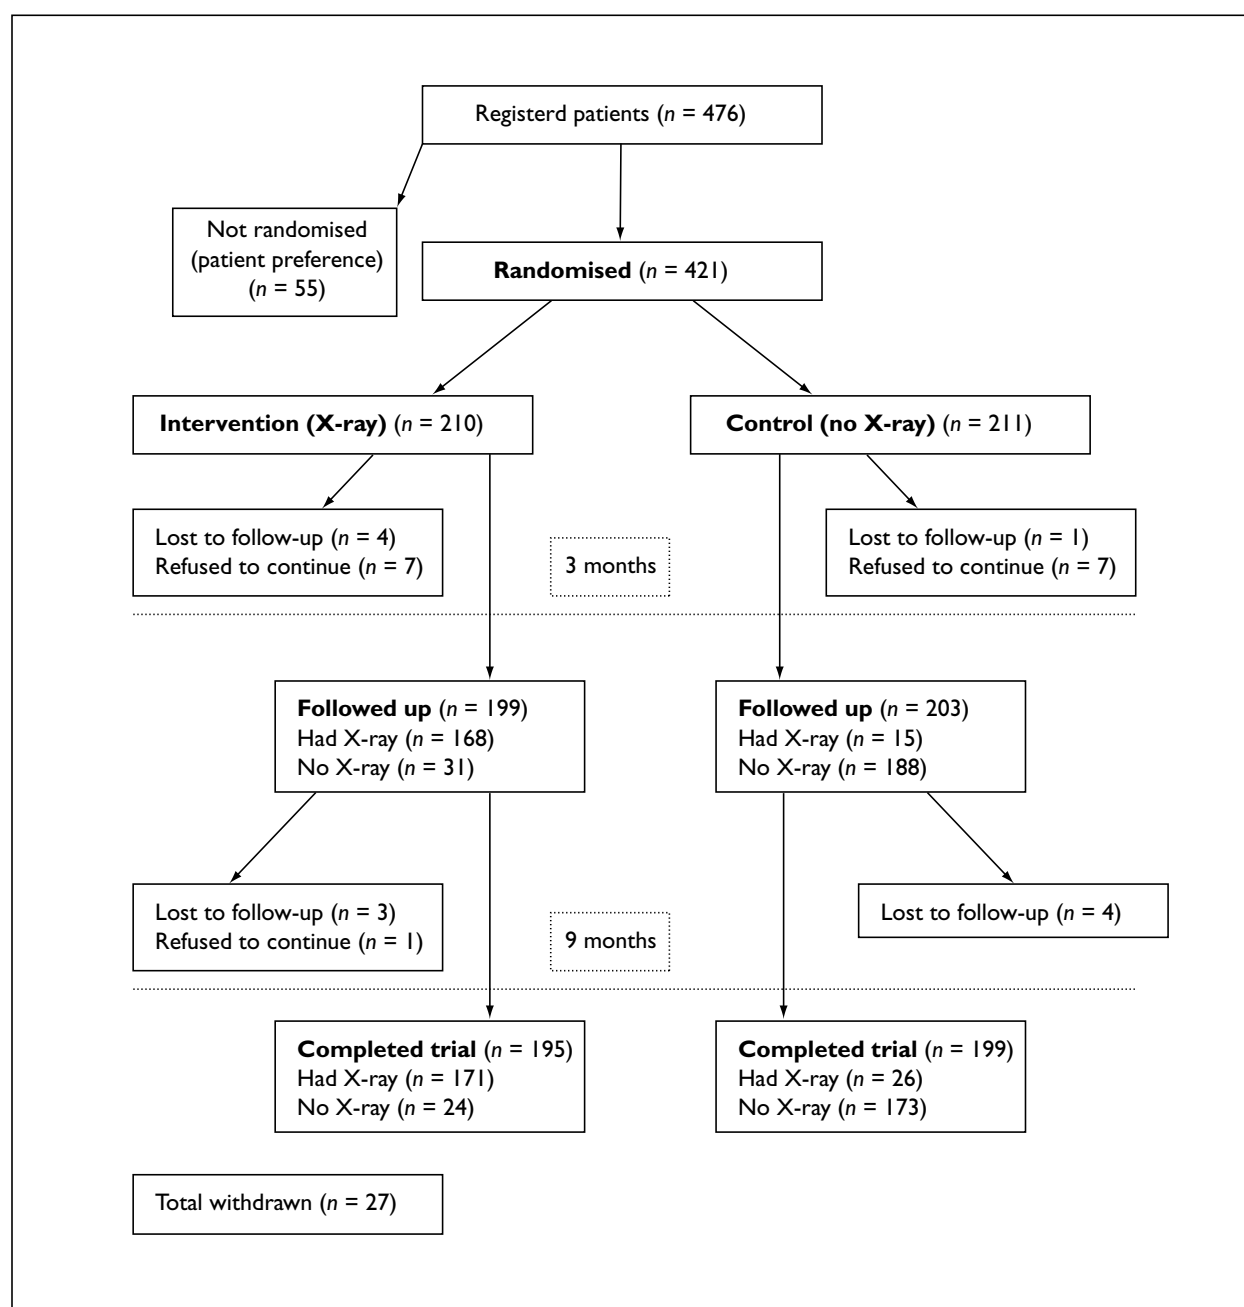 Registerd patients (n = 476)
Not randomised
(patient preference)
(n = 55)
Randomised (n = 421)
Intervention (X-ray) (n = 210)
Control (no X-ray) (n = 211)
Lost to follow-up (n = 4)
Refused to continue (n = 7)
3 months
Lost to follow-up (n = 1)
Refused to continue (n = 7)
Followed up (n = 199)
Had X-ray (n = 168)
No X-ray (n = 31)
Followed up (n = 203)
Had X-ray (n = 15)
No X-ray (n = 188)
Lost to follow-up (n = 3)
Refused to continue (n = 1)
9 months
Lost to follow-up (n = 4)
Completed trial (n = 195)
Had X-ray (n = 171)
No X-ray (n = 24)
Completed trial (n = 199)
Had X-ray (n = 26)
No X-ray (n = 173)
Total withdrawn (n = 27)